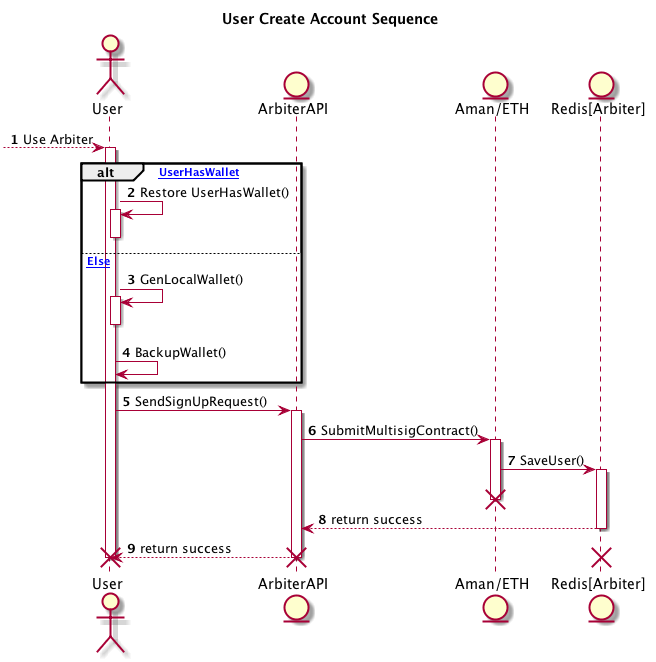 User Create Account Sequence
User
ArbiterAPI
Aman/ETH
Redis[Arbiter]
1 Use Arbiter
alt UserHasWallet
2 Restore UserHasWallet()
Else
3 GenLocalWallet()
4 BackupWallet()
5 SendSignUpRequest()
6 SubmitMultisigContract()
7 SaveUser()
8 return success
9 return success
User
ArbiterAPI
Aman/ETH
Redis[Arbiter]